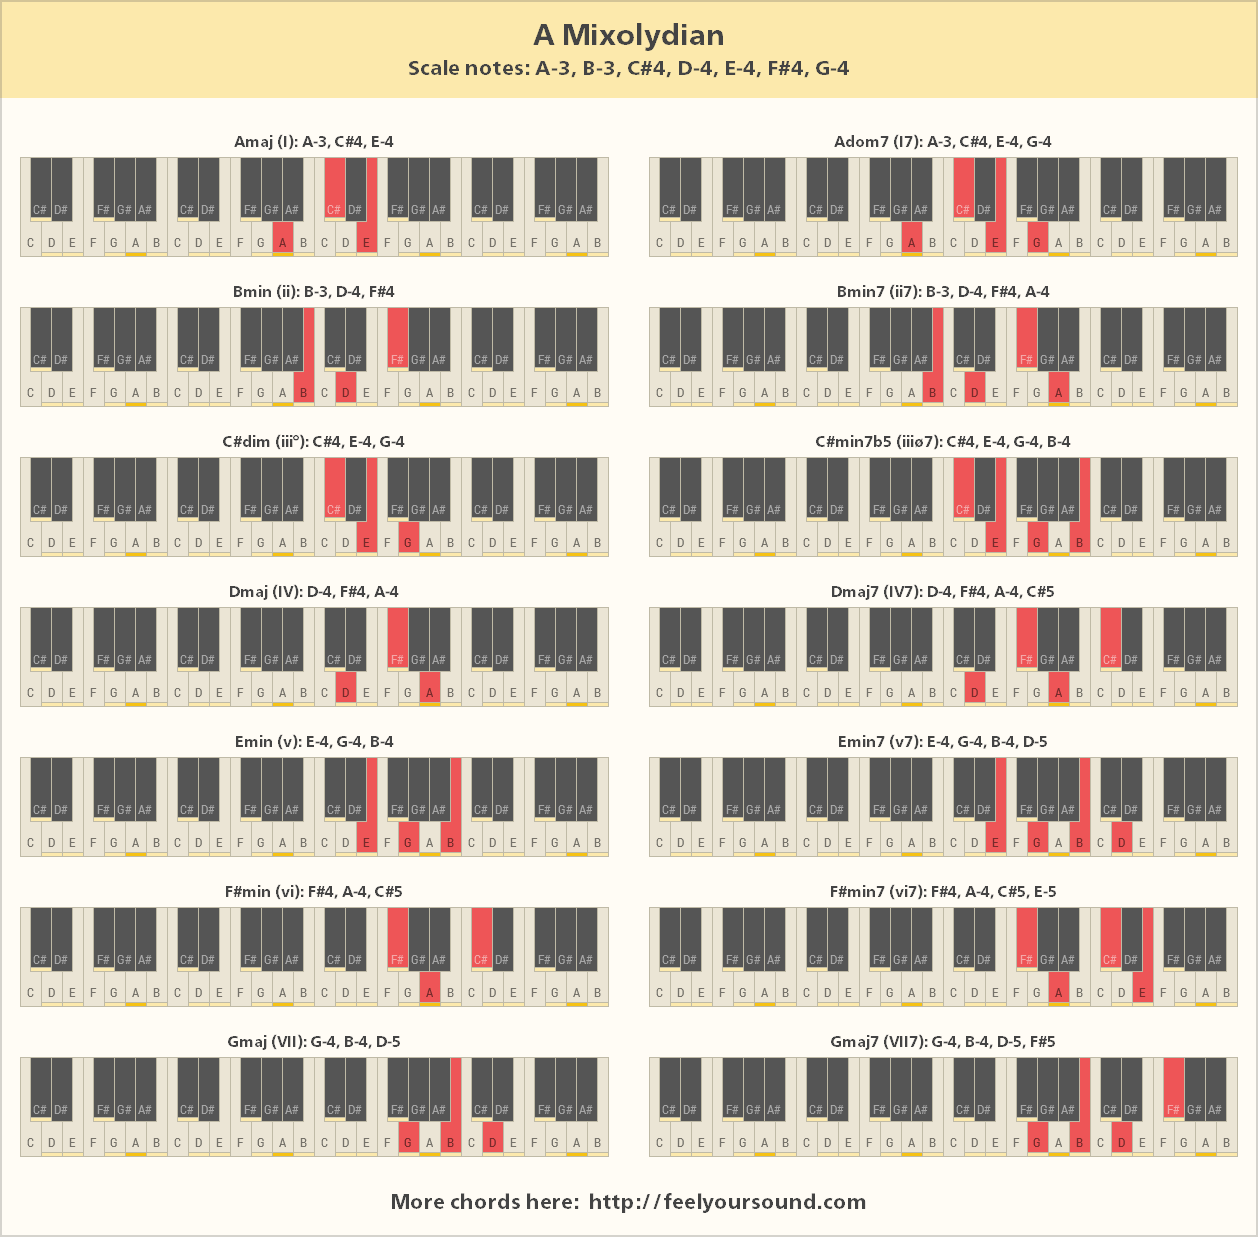 A Mixolydian
Scale notes: A-3, B-3, C#4, D-4, E-4, F#4, G-4
Amaj (I): A-3, C#4, E-4
C# D# F# G# A# C# D# F# G# A# C# D# F# G# A# C# D# F# G# A#
C D E F G A B C D E F G A B C D E F G A B C D E F G A B
Adom7 (I7): A-3, C#4, E-4, G-4
C# D# F# G# A# C# D# F# G# A# C# D# F# G# A# C# D# F# G# A#
C D E F G A B C D E F G A B C D E F G A B C D E F G A B
Bmin (ii): B-3, D-4, F#4
C# D# F# G# A# C# D# F# G# A# C# D# F# G# A# C# D# F# G# A#
C D E F G A B C D E F G A B C D E F G A B C D E F G A B
Bmin7 (ii7): B-3, D-4, F#4, A-4
C# D# F# G# A# C# D# F# G# A# C# D# F# G# A# C# D# F# G# A#
C D E F G A B C D E F G A B C D E F G A B C D E F G A B
C#dim (iii°): C#4, E-4, G-4
C# D# F# G# A# C# D# F# G# A# C# D# F# G# A# C# D# F# G# A#
C D E F G A B C D E F G A B C D E F G A B C D E F G A B
C#min7b5 (iiiø7): C#4, E-4, G-4, B-4
C# D# F# G# A# C# D# F# G# A# C# D# F# G# A# C# D# F# G# A#
C D E F G A B C D E F G A B C D E F G A B C D E F G A B
Dmaj (IV): D-4, F#4, A-4
C# D# F# G# A# C# D# F# G# A# C# D# F# G# A# C# D# F# G# A#
C D E F G A B C D E F G A B C D E F G A B C D E F G A B
Dmaj7 (IV7): D-4, F#4, A-4, C#5
C# D# F# G# A# C# D# F# G# A# C# D# F# G# A# C# D# F# G# A#
C D E F G A B C D E F G A B C D E F G A B C D E F G A B
Emin (v): E-4, G-4, B-4
C# D# F# G# A# C# D# F# G# A# C# D# F# G# A# C# D# F# G# A#
C D E F G A B C D E F G A B C D E F G A B C D E F G A B
Emin7 (v7): E-4, G-4, B-4, D-5
C# D# F# G# A# C# D# F# G# A# C# D# F# G# A# C# D# F# G# A#
C D E F G A B C D E F G A B C D E F G A B C D E F G A B
F#min (vi): F#4, A-4, C#5
C# D# F# G# A# C# D# F# G# A# C# D# F# G# A# C# D# F# G# A#
C D E F G A B C D E F G A B C D E F G A B C D E F G A B
F#min7 (vi7): F#4, A-4, C#5, E-5
C# D# F# G# A# C# D# F# G# A# C# D# F# G# A# C# D# F# G# A#
C D E F G A B C D E F G A B C D E F G A B C D E F G A B
Gmaj (VII): G-4, B-4, D-5
C# D# F# G# A# C# D# F# G# A# C# D# F# G# A# C# D# F# G# A#
C D E F G A B C D E F G A B C D E F G A B C D E F G A B
Gmaj7 (VII7): G-4, B-4, D-5, F#5
C# D# F# G# A# C# D# F# G# A# C# D# F# G# A# C# D# F# G# A#
C D E F G A B C D E F G A B C D E F G A B C D E F G A B
More chords here: http://feelyoursound.com